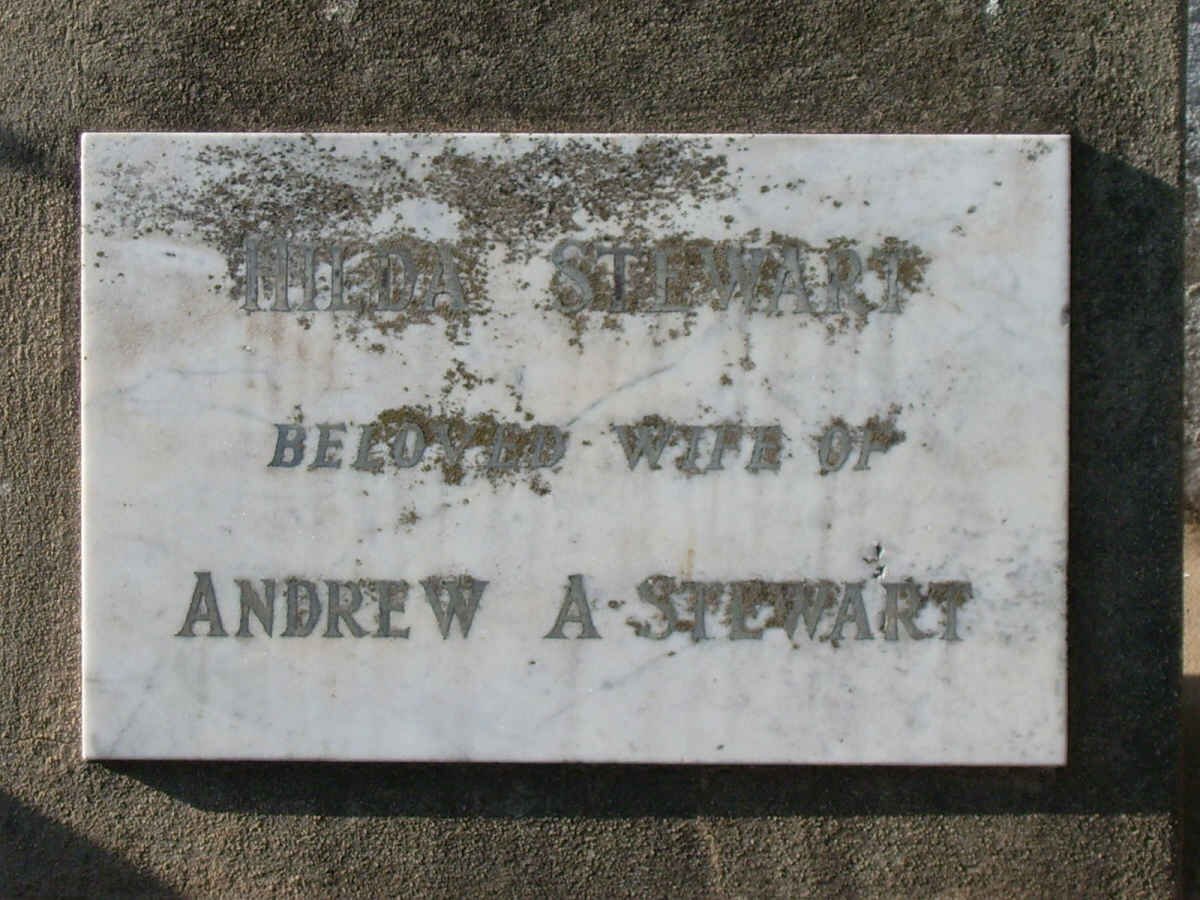 HILDA STEWART
BELOVED WIFE OF
ANDREW A STEWART